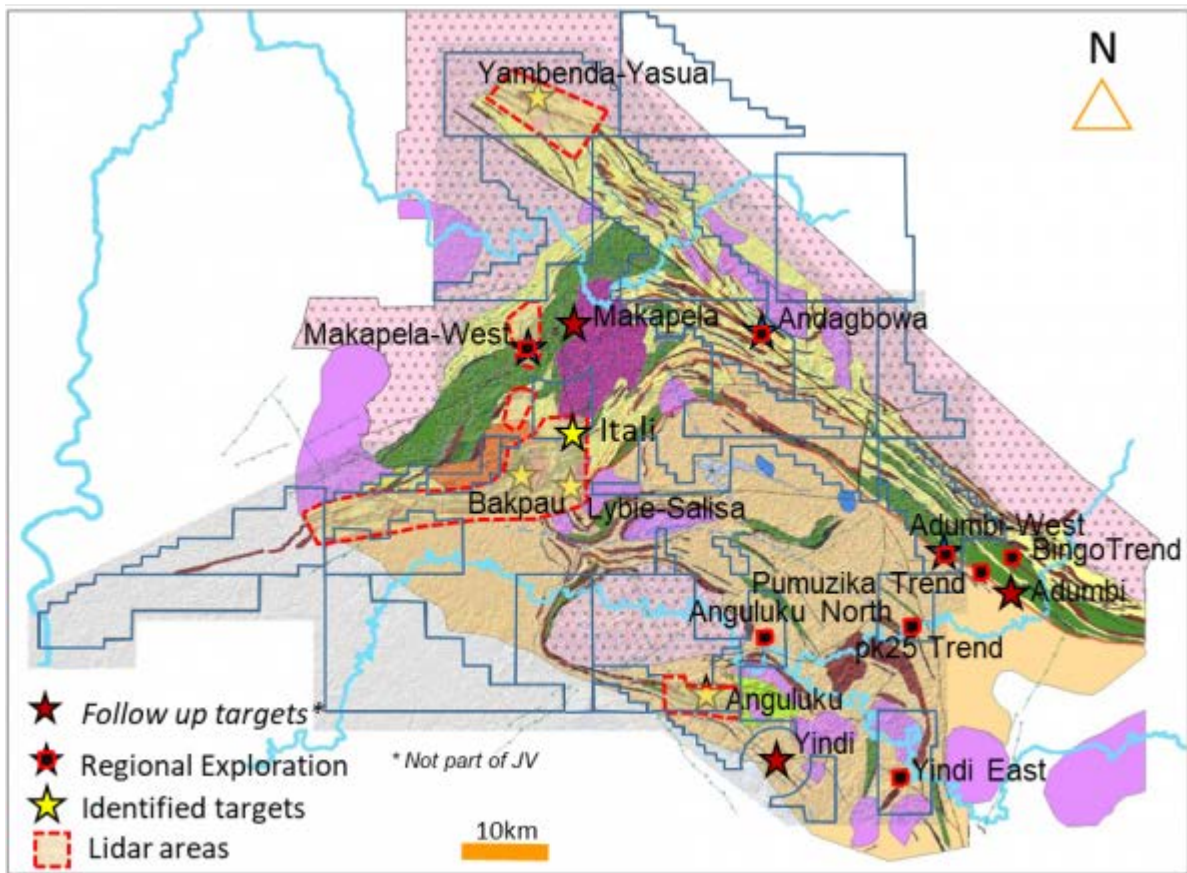 N
Yambenda-Yasua
Makapela
Andagbowa
Makapela-West
Itali
Bakpau
Lybie-Salisa
Adumbi-West
BingoTrend
Pumuzika Trend
Adumbi
Anguluku North
pk25 Trend
Anguluku
Yindi
Yindi East
Follow up targets*
* Not part of JV
Regional Exploration
Identified targets
10km
Lidar areas